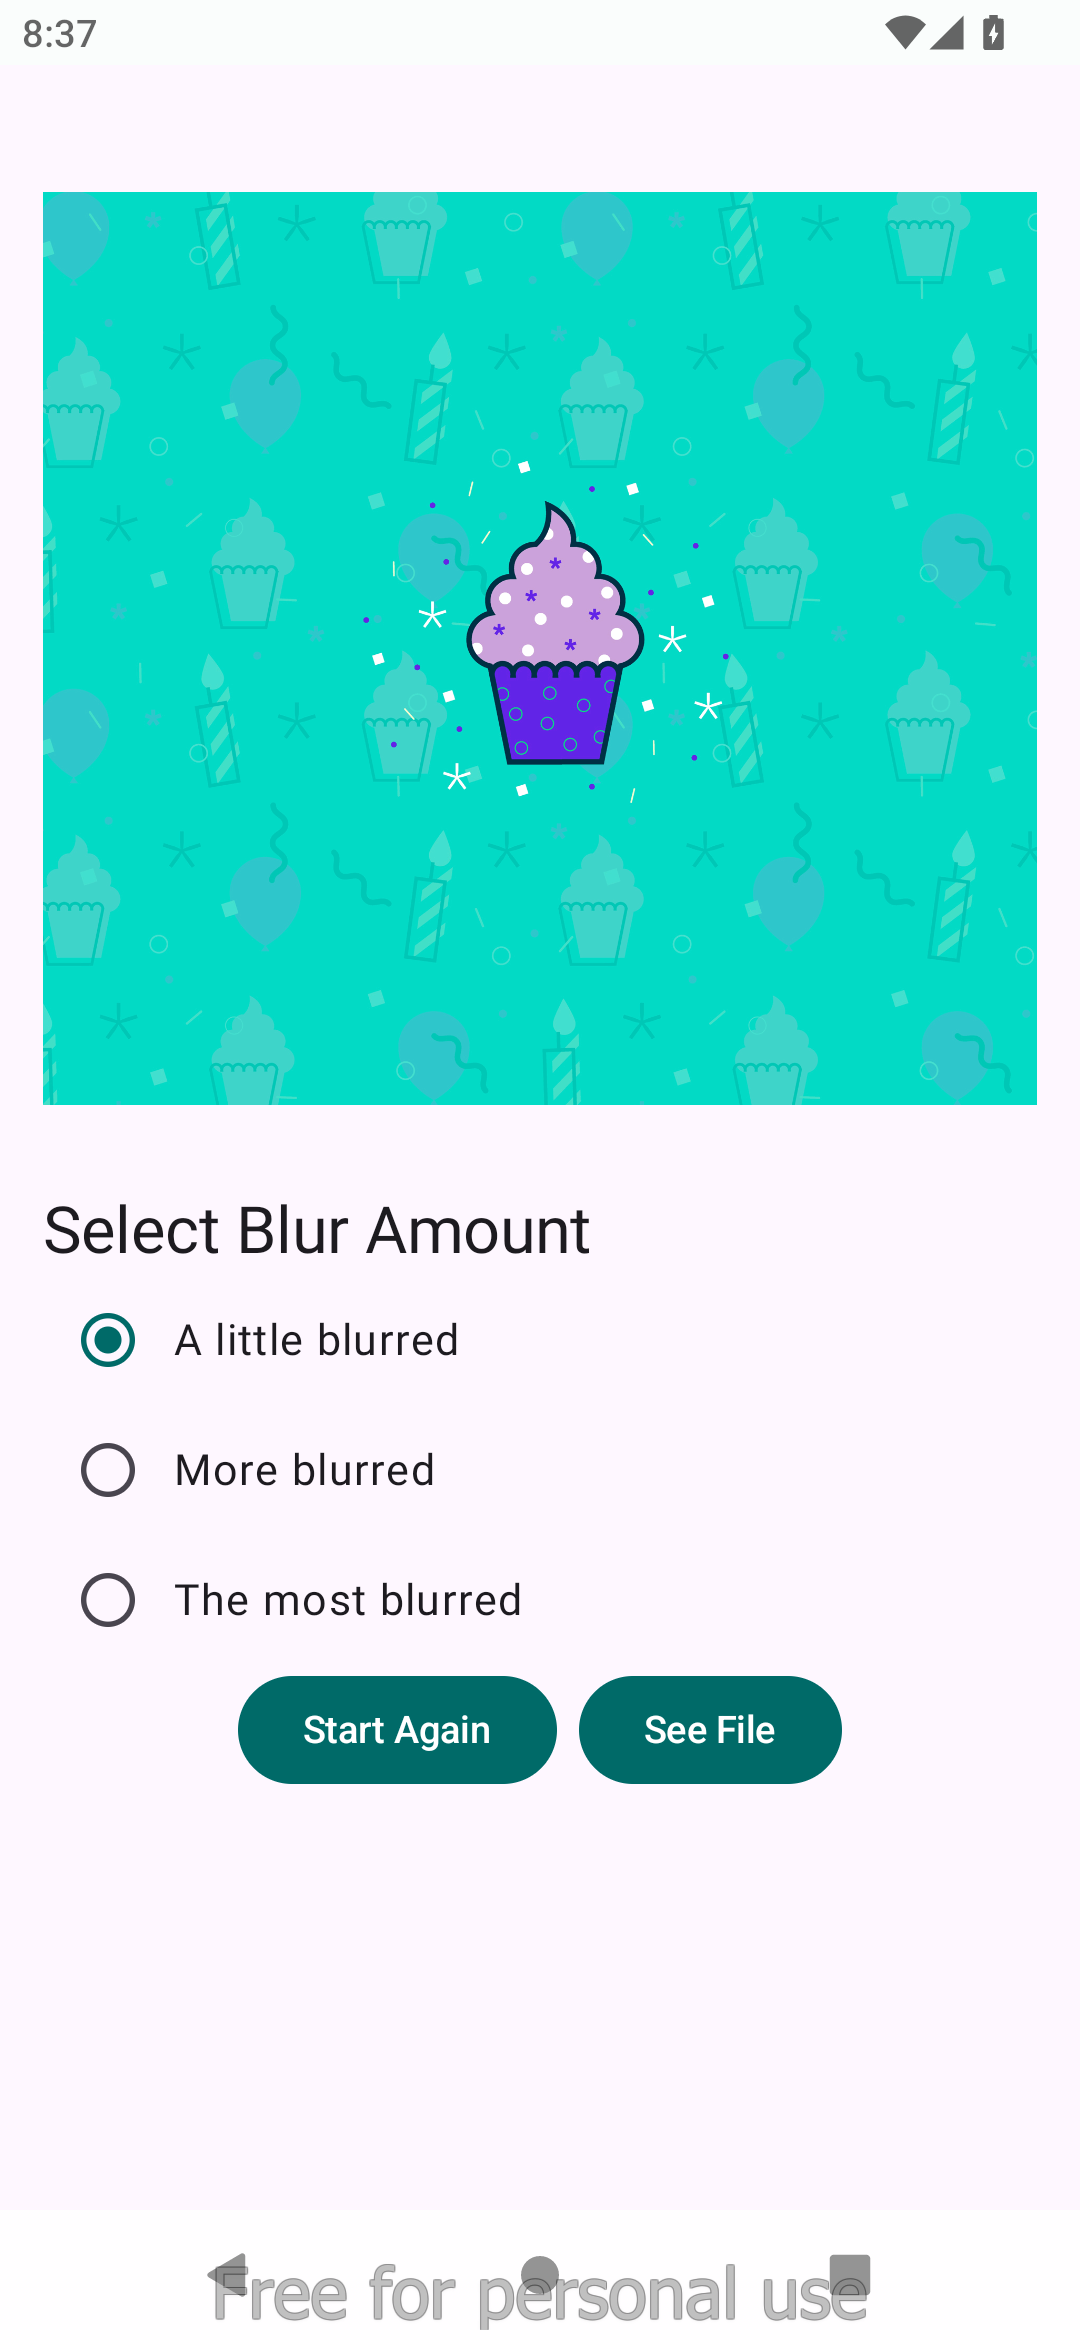 8:37
Select Blur Amount
A little blurred
More blurred
The most blurred
Start Again
See File
Free for personal use